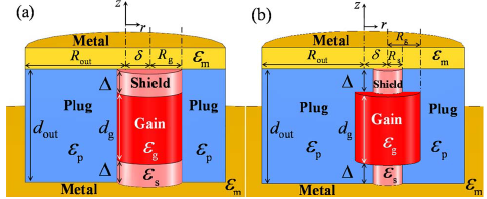 (a)
z
r
Metal
R_out δ R_g ε_m
Δ Shield
Plug Plug
d_out d_g Gain
ε_p ε_g ε_p
Δ ε_s
Metal ε_m
(b)
z
r
R_g
Metal
R_out δ R_s ε_m
Δ Shield
Plug Plug
d_out d_g Gain
ε_p ε_g ε_p
Δ ε_s
Metal ε_m